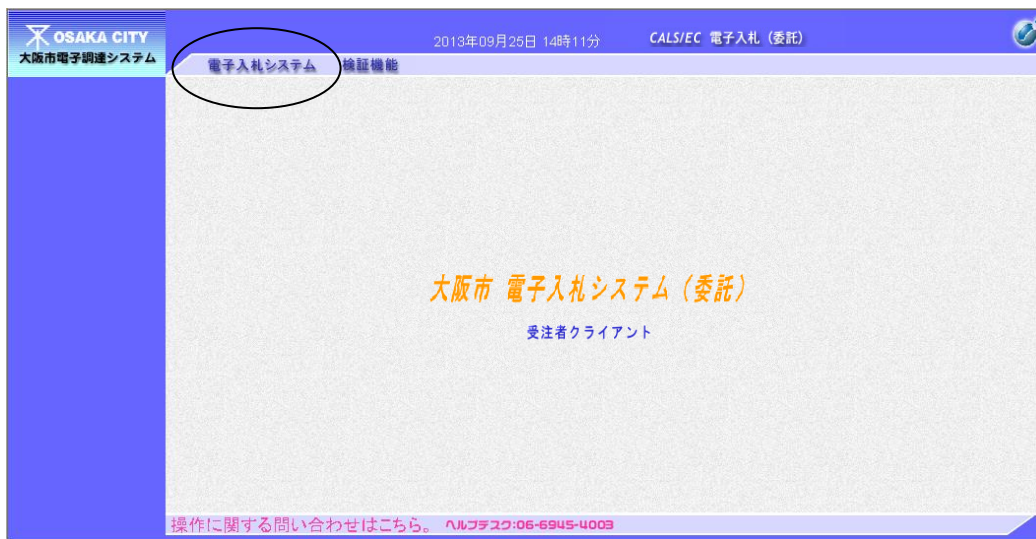 OSAKA CITY
大阪市電子調達システム
2013年09月25日 14時11分
CALS/EC 電子入札（委託）
電子入札システム
検証機能
大阪市 電子入札システム（委託）
受注者クライアント
操作に関する問い合わせはこちら。 ヘルプデスク:06-6945-4003